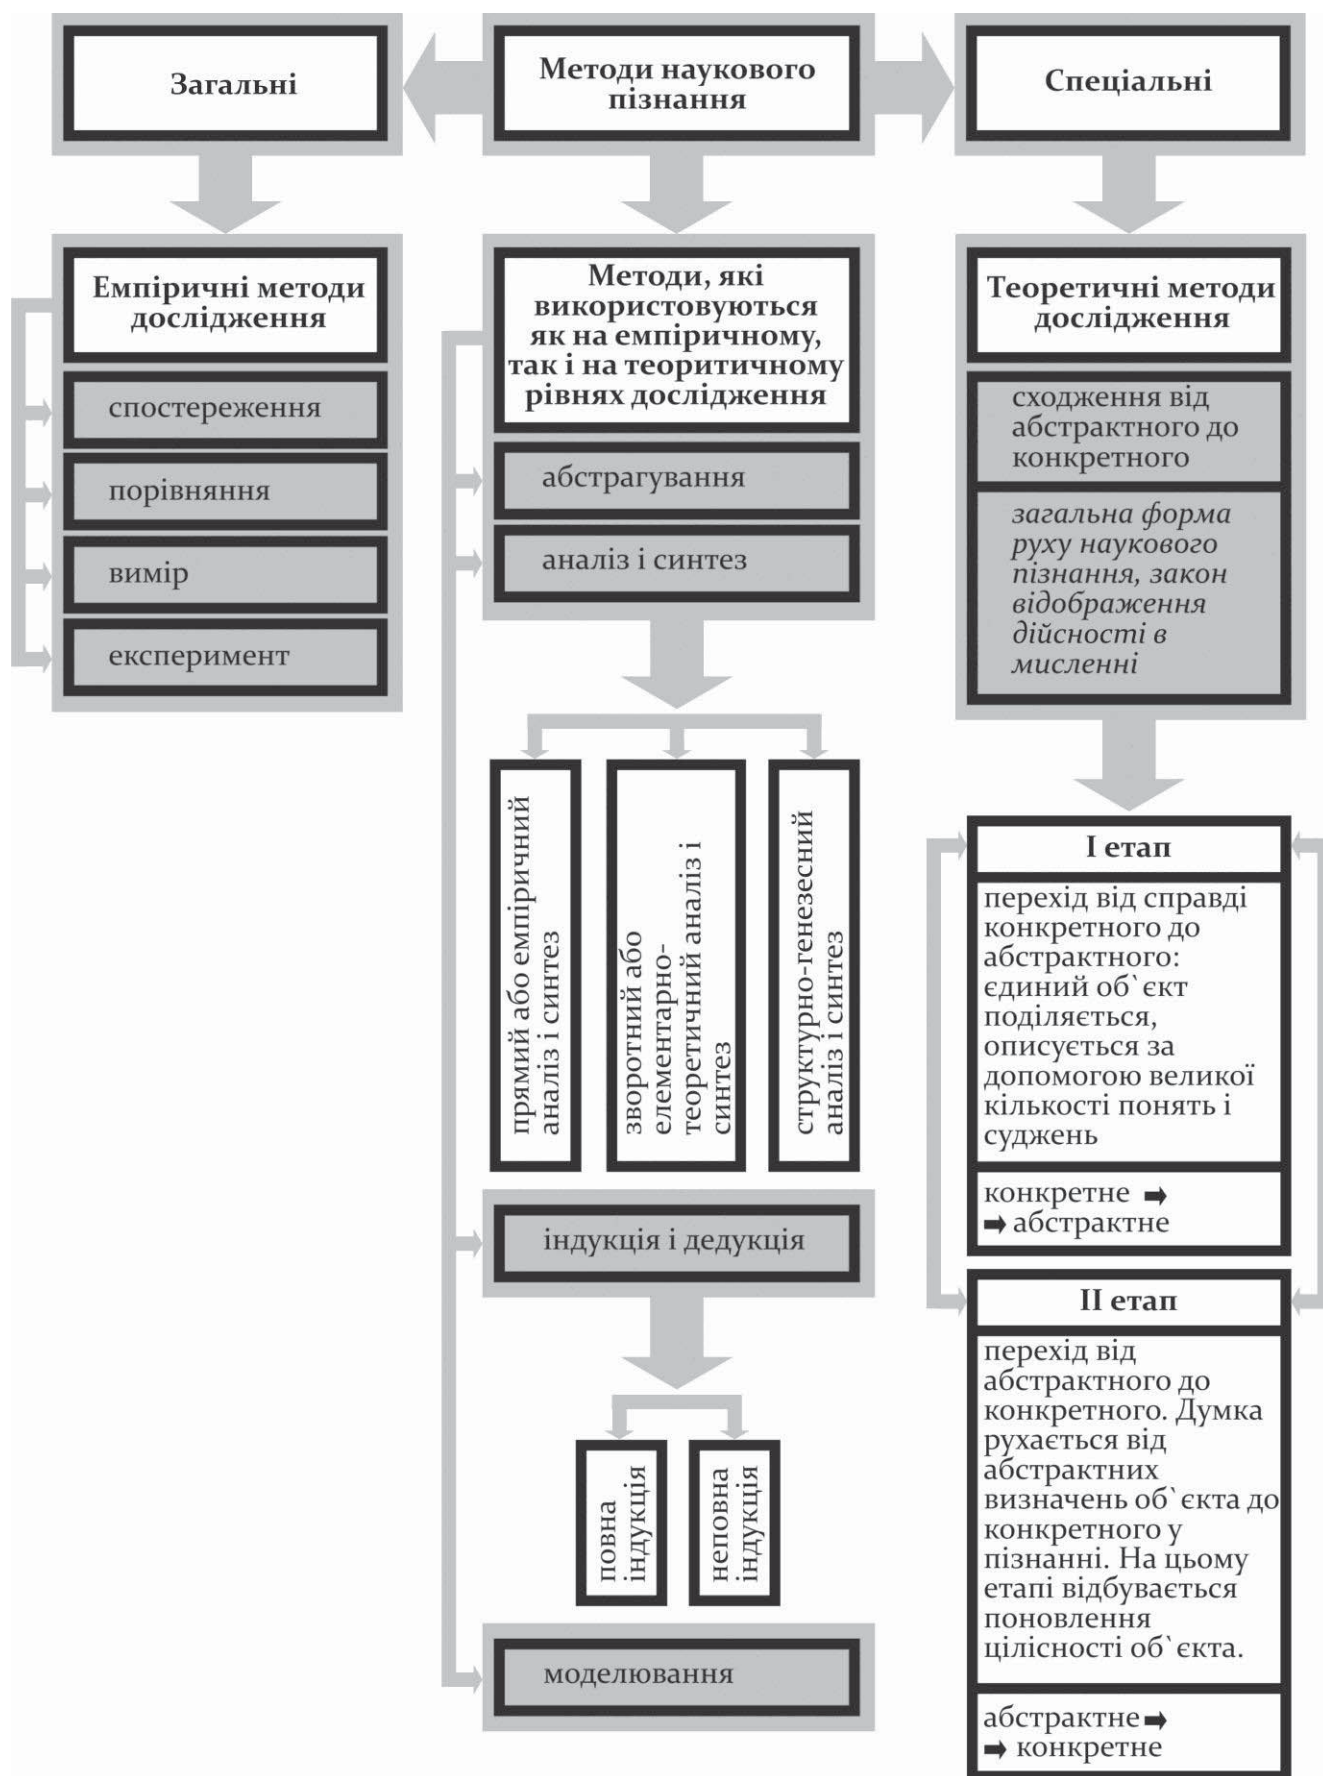 Загальні
Методи наукового
пізнання
Спеціальні
Емпіричні методи
дослідження
спостереження
порівняння
вимір
експеримент
Методи, які
використовуються
як на емпіричному,
так і на теоритичному
рівнях дослідження
абстрагування
аналіз і синтез
прямий або емпіричний
аналіз і синтез
зворотний або
елементарно-
теоретичний аналіз і
синтез
структурно-генезесний
аналіз і синтез
індукція і дедукція
повна
індукція
неповна
індукція
моделювання
Теоретичні методи
дослідження
сходження від
абстрактного до
конкретного
загальна форма
руху наукового
пізнання, закон
відображення
дійсності в
мисленні
І етап
перехід від справді
конкретного до
абстрактного:
єдиний об`єкт
поділяється,
описується за
допомогою великої
кількості понять і
суджень
конкретне ➡
➡ абстрактне
ІІ етап
перехід від
абстрактного до
конкретного. Думка
рухається від
абстрактних
визначень об`єкта до
конкретного у
пізнанні. На цьому
етапі відбувається
поновлення
цілісності об`єкта.
абстрактне ➡
➡ конкретне